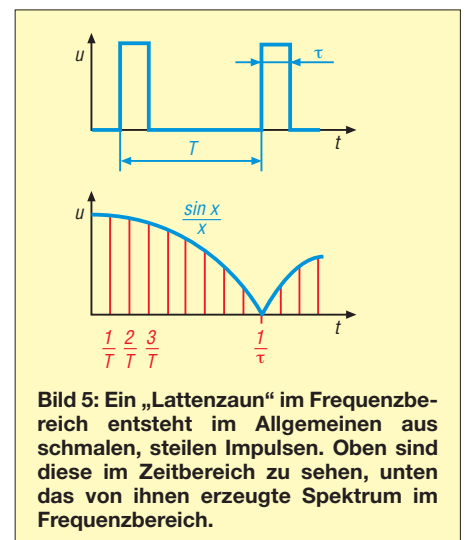 u
τ
T
t
u
sin x
x
t
1 2 3 1
T T T τ
Bild 5: Ein „Lattenzaun“ im Frequenzbe-
reich entsteht im Allgemeinen aus
schmalen, steilen Impulsen. Oben sind
diese im Zeitbereich zu sehen, unten
das von ihnen erzeugte Spektrum im
Frequenzbereich.